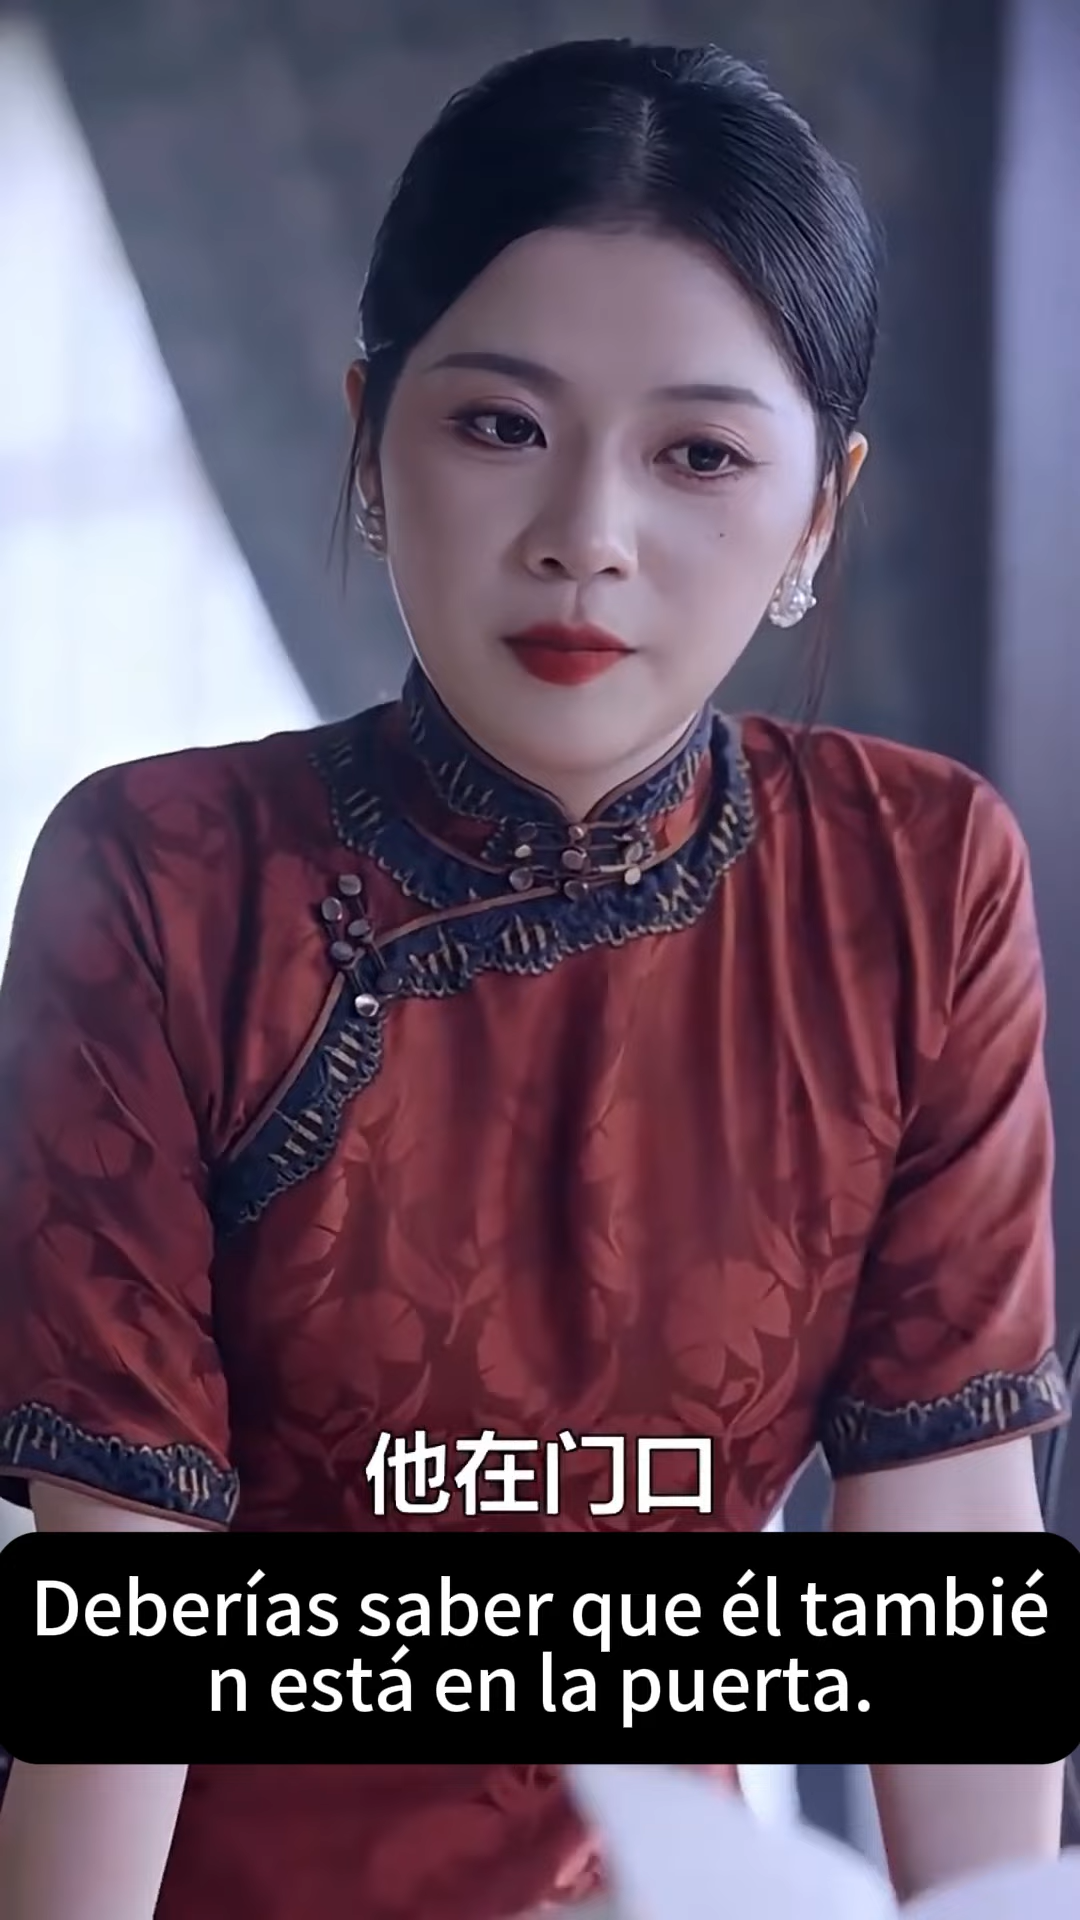 他在门口
Deberías saber que él tambié
n está en la puerta.